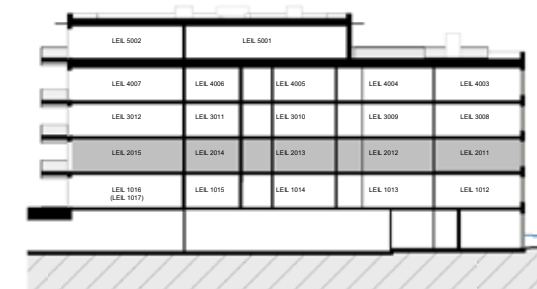 LEIL 5002 LEIL 5001
LEIL 4007 LEIL 4006 LEIL 4005 LEIL 4004 LEIL 4003
LEIL 3012 LEIL 3011 LEIL 3010 LEIL 3009 LEIL 3008
LEIL 2015 LEIL 2014 LEIL 2013 LEIL 2012 LEIL 2011
LEIL 1016 LEIL 1015 LEIL 1014 LEIL 1013 LEIL 1012
(LEIL 1017)